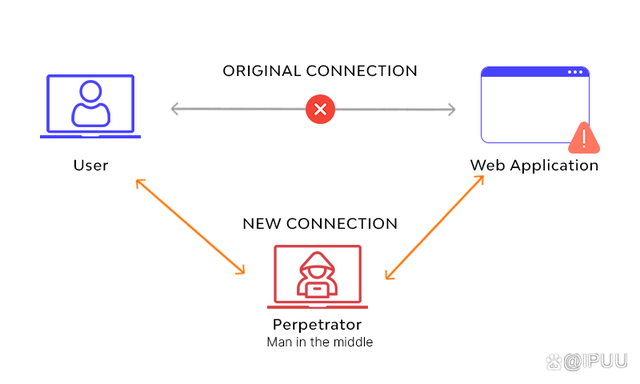 ORIGINAL CONNECTION
User
Web Application
NEW CONNECTION
Perpetrator
Man in the middle
@IPUU